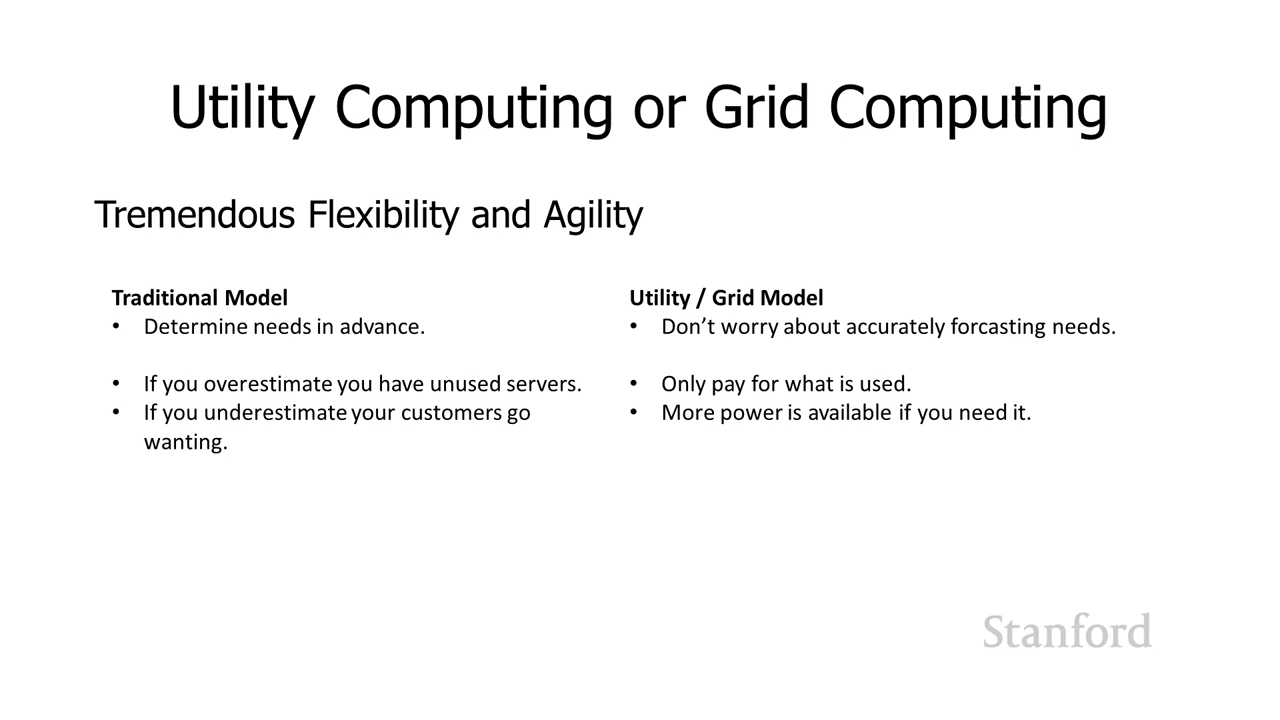 Utility Computing or Grid Computing
Tremendous Flexibility and Agility
Traditional Model
• Determine needs in advance.
• If you overestimate you have unused servers.
• If you underestimate your customers go
wanting.
Utility / Grid Model
• Don’t worry about accurately forcasting needs.
• Only pay for what is used.
• More power is available if you need it.
Stanford